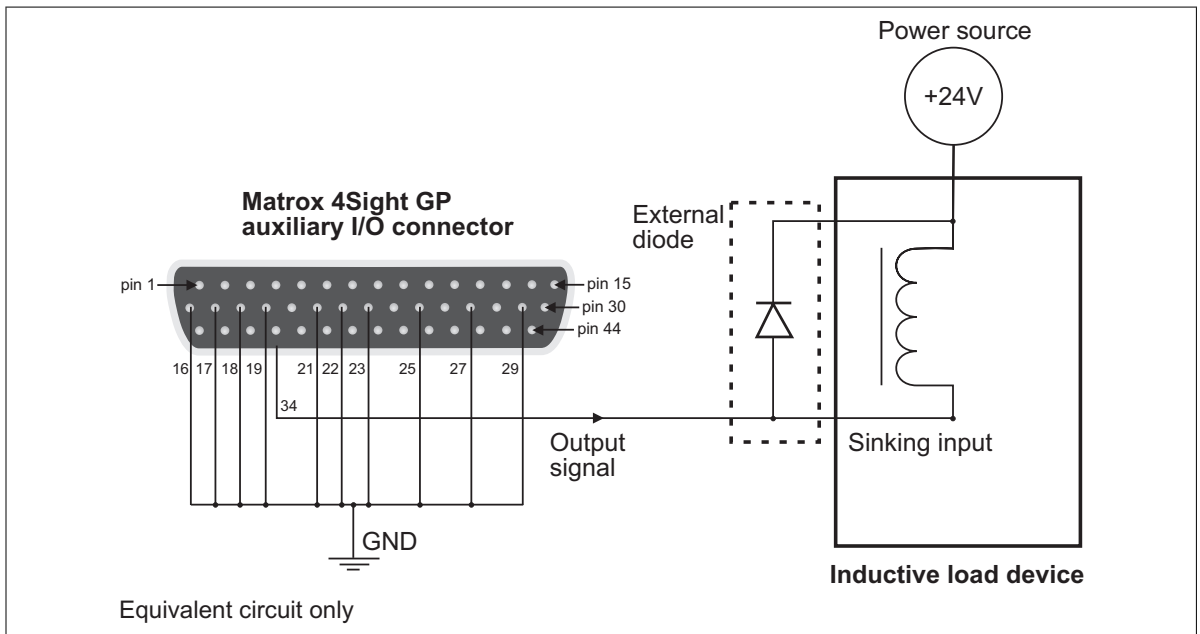 Power source
+24V
Matrox 4Sight GP
auxiliary I/O connector
External
diode
pin 1
pin 15
pin 30
pin 44
16 17 18 19 21 22 23 25 27 29
34
Output
signal
Sinking input
GND
Inductive load device
Equivalent circuit only